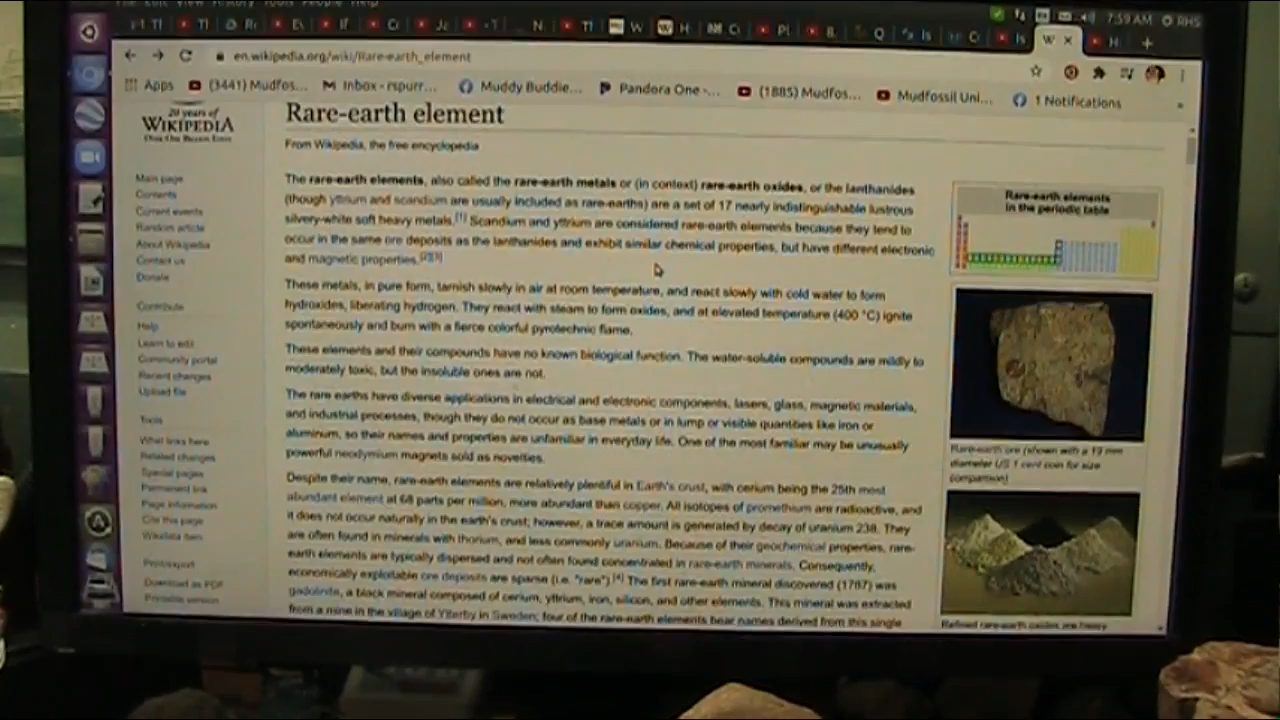 7:59 AM RHS
en.wikipedia.org/wiki/Rare-earth_element
Apps (3441) Mudfos... Inbox - rspurr... Muddy Buddie... Pandora One -... (1885) Mudfos... Mudfossil Uni... 1 Notifications
20 years of
WIKIPEDIA
Rare-earth element
From Wikipedia, the free encyclopedia
Main page
Contents
Current events
Random article
About Wikipedia
Contact us
Donate
Contribute
Help
Learn to edit
Community portal
Recent changes
Upload file
Tools
What links here
Related changes
Special pages
Permanent link
Page information
Cite this page
Wikidata item
Print/export
Download as PDF
Printable version
The rare-earth elements, also called the rare-earth metals or (in context) rare-earth oxides, or the lanthanides
(though yttrium and scandium are usually included as rare-earths) are a set of 17 nearly indistinguishable lustrous
silvery-white soft heavy metals.[1] Scandium and yttrium are considered rare-earth elements because they tend to
occur in the same ore deposits as the lanthanides and exhibit similar chemical properties, but have different electronic
and magnetic properties.[2][3]
These metals, in pure form, tarnish slowly in air at room temperature, and react slowly with cold water to form
hydroxides, liberating hydrogen. They react with steam to form oxides, and at elevated temperature (400 °C) ignite
spontaneously and burn with a fierce colorful pyrotechnic flame.
These elements and their compounds have no known biological function. The water-soluble compounds are mildly to
moderately toxic, but the insoluble ones are not.
The rare earths have diverse applications in electrical and electronic components, lasers, glass, magnetic materials,
and industrial processes, though they do not occur as base metals or in lump or visible quantities like iron or
aluminum, so their names and properties are unfamiliar in everyday life. One of the most familiar may be unusually
powerful neodymium magnets sold as novelties.
Despite their name, rare-earth elements are relatively plentiful in Earth's crust, with cerium being the 25th most
abundant element at 68 parts per million, more abundant than copper. All isotopes of promethium are radioactive, and
it does not occur naturally in the earth's crust; however, a trace amount is generated by decay of uranium 238. They
are often found in minerals with thorium, and less commonly uranium. Because of their geochemical properties, rare-
earth elements are typically dispersed and not often found concentrated in rare-earth minerals. Consequently,
economically exploitable ore deposits are sparse (i.e. "rare").[4] The first rare-earth mineral discovered (1787) was
gadolinite, a black mineral composed of cerium, yttrium, iron, silicon, and other elements. This mineral was extracted
from a mine in the village of Ytterby in Sweden; four of the rare-earth elements bear names derived from this single
Rare-earth elements
in the periodic table
Rare-earth ore (shown with a 19 mm
diameter US 1 cent coin for size
comparison)
Refined rare-earth oxides are heavy